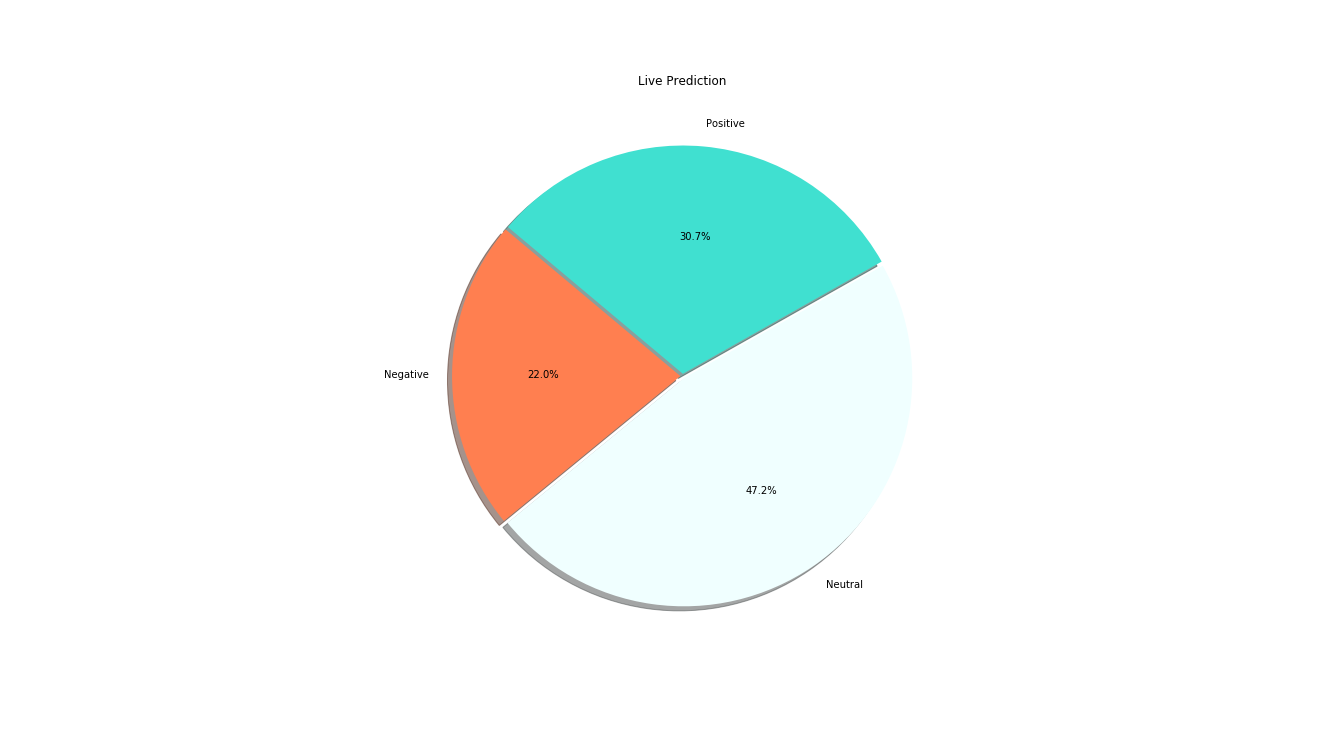 Live Prediction
Positive
30.7%
Negative
22.0%
47.2%
Neutral